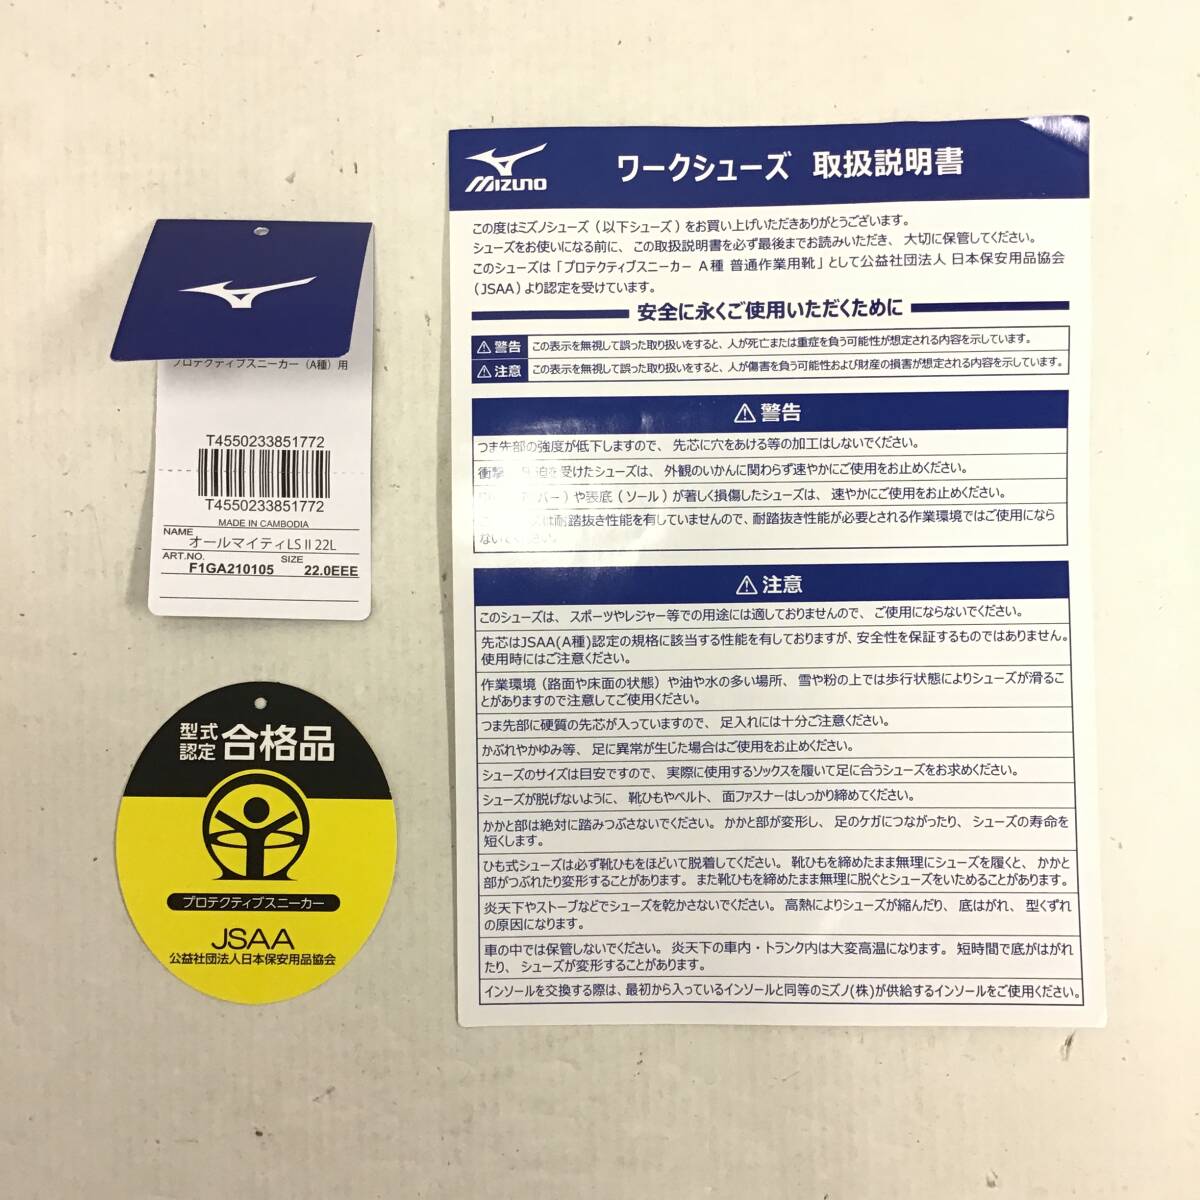 プロテクティブスニーカー（A種）用
T4550233851772
T4550233851772
MADE IN CAMBODIA
NAME
オールマイティLSⅡ22L
ART.NO.
SIZE
F1GA210105
22.0EEE
型式
認定
合格品
プロテクティブスニーカー
JSAA
公益社団法人日本保安用品協会
MIZUNO
ワークシューズ 取扱説明書
この度はミズノシューズ（以下シューズ）をお買い上げいただきありがとうございます。
シューズをお使いになる前に、この取扱説明書を必ず最後までお読みいただき、大切に保管してください。
このシューズは「プロテクティブスニーカー A種 普通作業用靴」として公益社団法人 日本保安用品協会
（JSAA）より認定を受けています。
安全に永くご使用いただくために
⚠警告 この表示を無視して誤った取り扱いをすると、人が死亡または重症を負う可能性が想定される内容を示しています。
⚠注意 この表示を無視して誤った取り扱いをすると、人が傷害を負う可能性および財産の損害が想定される内容を示しています。
⚠警告
つま先部の強度が低下しますので、先芯に穴をあける等の加工はしないでください。
衝撃 迫を受けたシューズは、外観のいかんに関わらず速やかにご使用をお止めください。
パー）や表底（ソール）が著しく損傷したシューズは、速やかにご使用をお止めください。
は耐踏抜き性能を有していませんので、耐踏抜き性能が必要とされる作業環境ではご使用になら
ないでください。
⚠注意
このシューズは、スポーツやレジャー等での用途には適しておりませんので、ご使用にならないでください。
先芯はJSAA(A種)認定の規格に該当する性能を有しておりますが、安全性を保証するものではありません。
使用時にはご注意ください。
作業環境（路面や床面の状態）や油や水の多い場所、雪や粉の上では歩行状態によりシューズが滑るこ
とがありますので注意してご使用ください。
つま先部に硬質の先芯が入っていますので、足入れには十分ご注意ください。
かぶれやかゆみ等、足に異常が生じた場合はご使用をお止めください。
シューズのサイズは目安ですので、実際に使用するソックスを履いて足に合うシューズをお求めください。
シューズが脱げないように、靴ひもやベルト、面ファスナーはしっかり締めてください。
かかと部は絶対に踏みつぶさないでください。かかと部が変形し、足のケガにつながったり、シューズの寿命を
短くします。
ひも式シューズは必ず靴ひもをほどいて脱着してください。靴ひもを締めたまま無理にシューズを履くと、かかと
部がつぶれたり変形することがあります。また靴ひもを締めたまま無理に脱ぐとシューズをいためることがあります。
炎天下やストーブなどでシューズを乾かさないでください。高熱によりシューズが縮んだり、底はがれ、型くずれ
の原因になります。
車の中では保管しないでください。炎天下の車内・トランク内は大変高温になります。短時間で底がはがれ
たり、シューズが変形することがあります。
インソールを交換する際は、最初から入っているインソールと同等のミズノ(株)が供給するインソールをご使用ください。